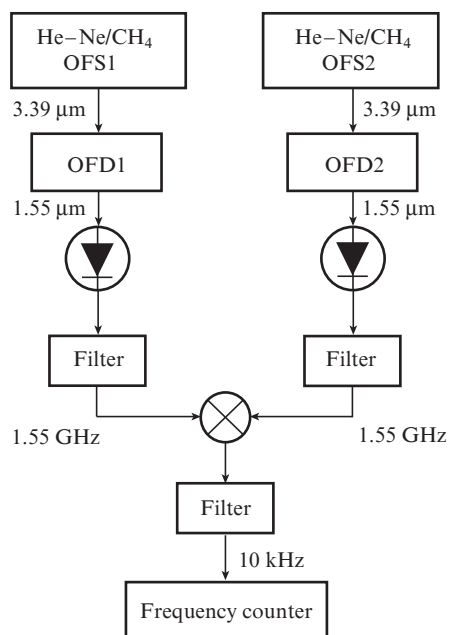 He–Ne/CH₄
OFS1
He–Ne/CH₄
OFS2
3.39 μm
3.39 μm
OFD1
OFD2
1.55 μm
1.55 μm
Filter
Filter
1.55 GHz
1.55 GHz
Filter
10 kHz
Frequency counter